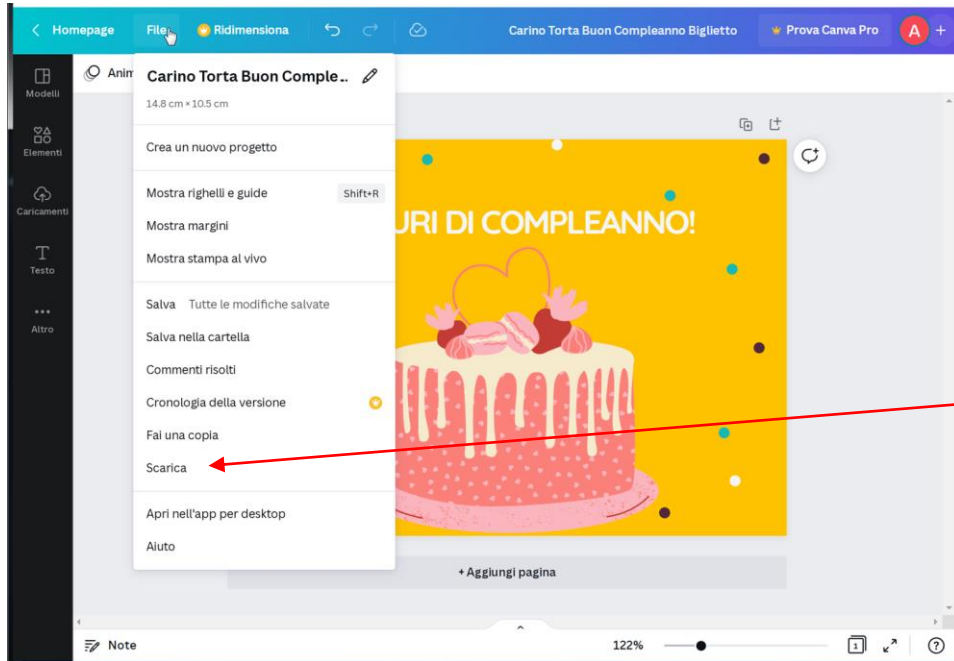 Homepage File Ridimensiona Carino Torta Buon Compleanno Biglietto Prova Canva Pro A +
Modelli
Elementi
Caricamenti
T
Testo
Altro
Anim
Carino Torta Buon Comple..
14.8 cm × 10.5 cm
Crea un nuovo progetto
Mostra righelli e guide Shift+R
Mostra margini
Mostra stampa al vivo
Salva Tutte le modifiche salvate
Salva nella cartella
Commenti risolti
Cronologia della versione
Fai una copia
Scarica
Apri nell'app per desktop
Aiuto
URI DI COMPLEANNO!
+ Aggiungi pagina
Note 122% 1 ?